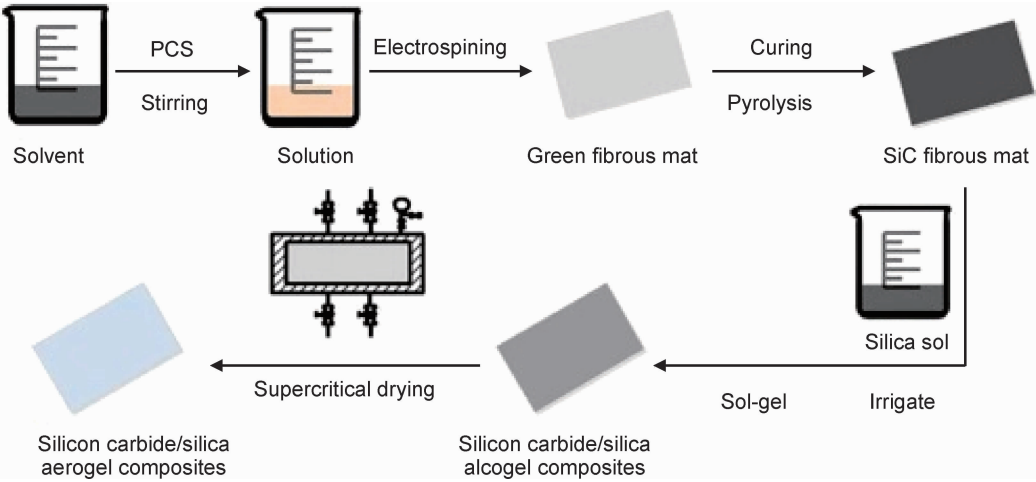 PCS
Electrospining
Curing
Stirring
Pyrolysis
Solvent
Solution
Green fibrous mat
SiC fibrous mat
Silica sol
Supercritical drying
Sol-gel
Irrigate
Silicon carbide/silica
aerogel composites
Silicon carbide/silica
alcogel composites